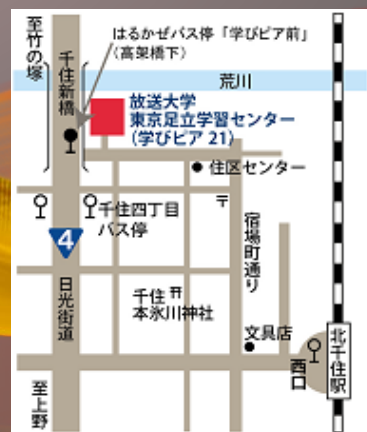 至竹の塚
千住新橋
はるかぜバス停「学びピア前」
(高架橋下)
荒川
放送大学
東京足立学習センター
(学びピア 21)
住区センター
千住四丁目
バス停
4
宿場町通り
日光街道
千住
本氷川神社
文具店
西口
北千住駅
至上野